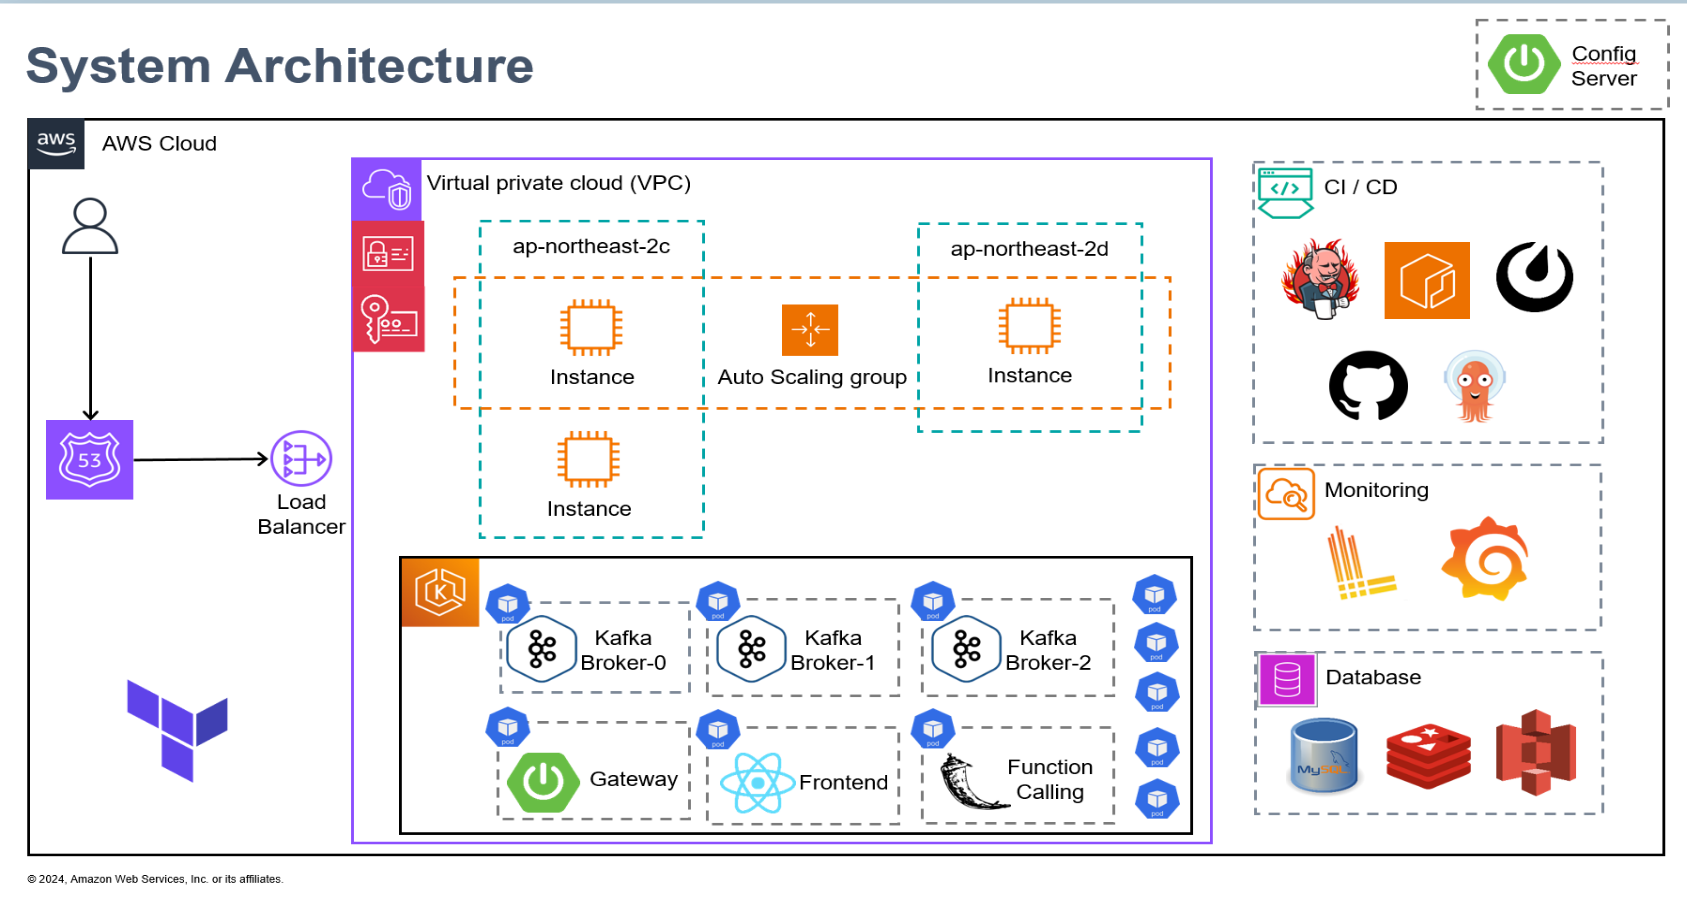 System Architecture
Config
Server
aws
AWS Cloud
Virtual private cloud (VPC)
ap-northeast-2c
ap-northeast-2d
Instance
Auto Scaling group
Instance
Instance
53
Load
Balancer
K
pod
Kafka
Broker-0
pod
Kafka
Broker-1
pod
Kafka
Broker-2
pod
Gateway
pod
Frontend
pod
Function
Calling
pod
pod
pod
pod
pod
CI / CD
</>
Monitoring
Database
MySQL
© 2024, Amazon Web Services, Inc. or its affiliates.